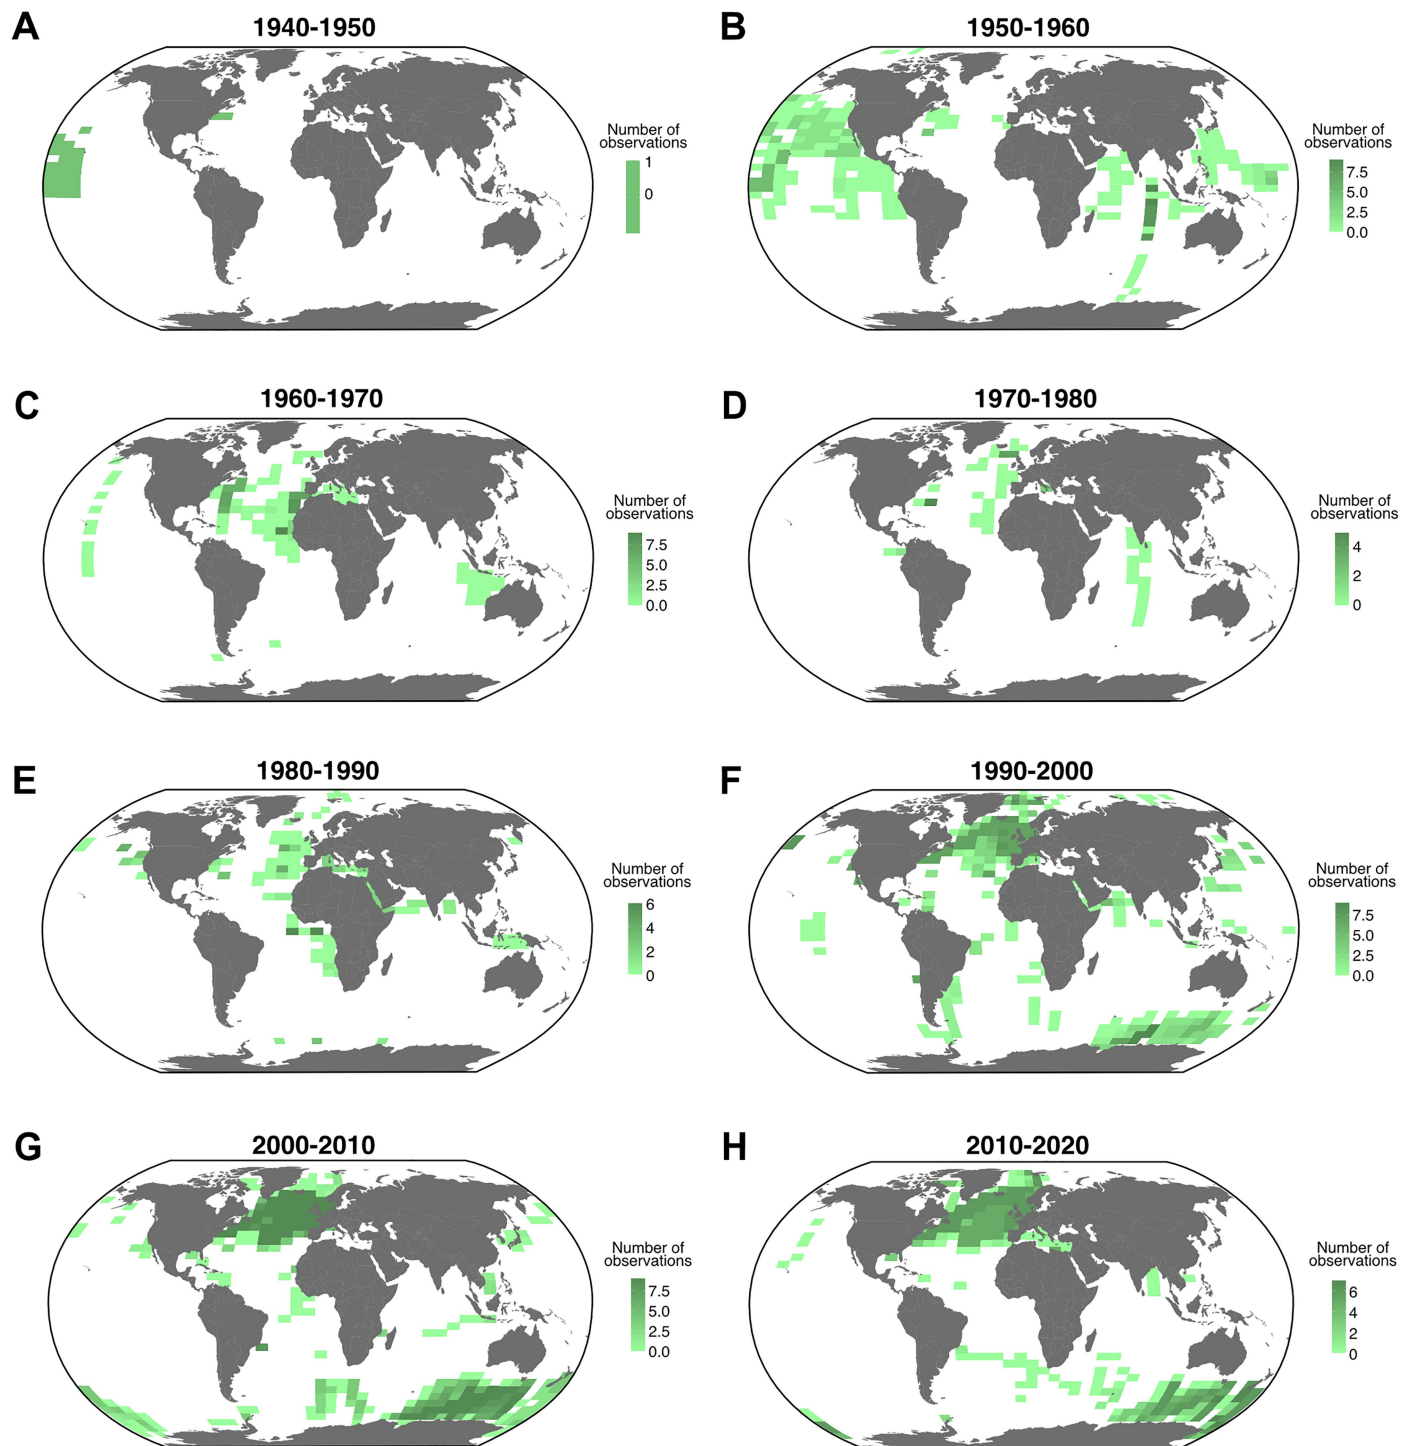 A
1940-1950
Number of
observations
1
0
B
1950-1960
Number of
observations
7.5
5.0
2.5
0.0
C
1960-1970
Number of
observations
7.5
5.0
2.5
0.0
D
1970-1980
Number of
observations
4
2
0
E
1980-1990
Number of
observations
6
4
2
0
F
1990-2000
Number of
observations
7.5
5.0
2.5
0.0
G
2000-2010
Number of
observations
7.5
5.0
2.5
0.0
H
2010-2020
Number of
observations
6
4
2
0